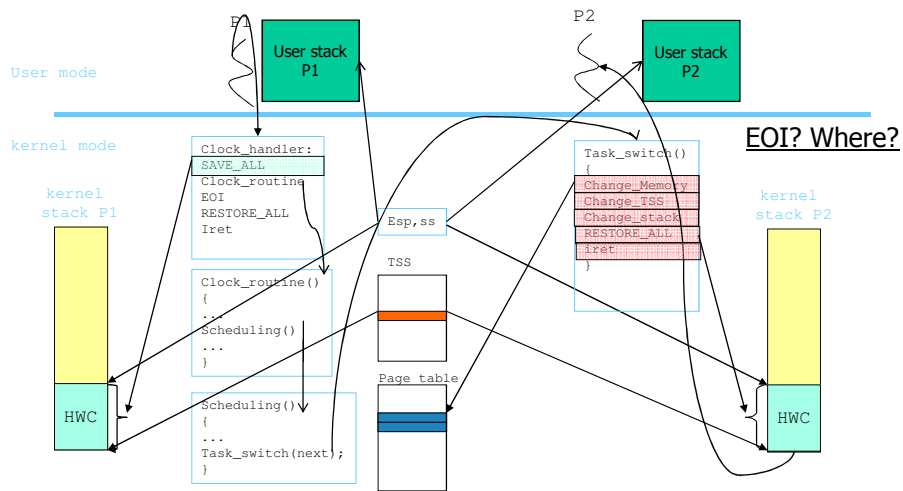 P1
User stack
P1
P2
User stack
P2
User mode
kernel mode
EOI? Where?
kernel
stack P1
HWC
Clock_handler:
SAVE_ALL
Clock_routine
EOI
RESTORE_ALL
Iret
Clock_routine()
{
...
Scheduling()
...
}
Scheduling()
{
...
Task_switch(next);
}
Esp,ss
TSS
Page table
Task_switch()
{
Change_Memory
Change_TSS
Change_stack
RESTORE_ALL
iret
}
kernel
stack P2
HWC